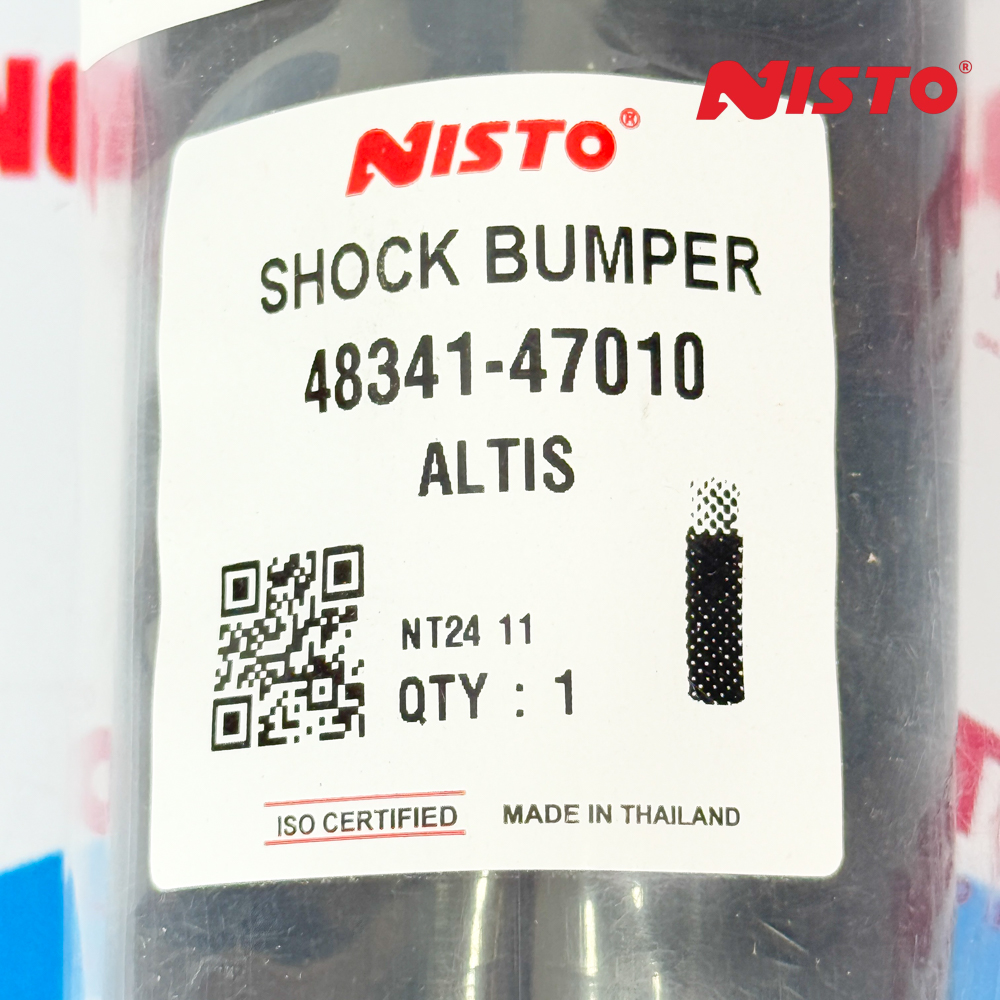 NISTO®
NISTO®
SHOCK BUMPER
48341-47010
ALTIS
NT24 11
QTY : 1
ISO CERTIFIED
MADE IN THAILAND